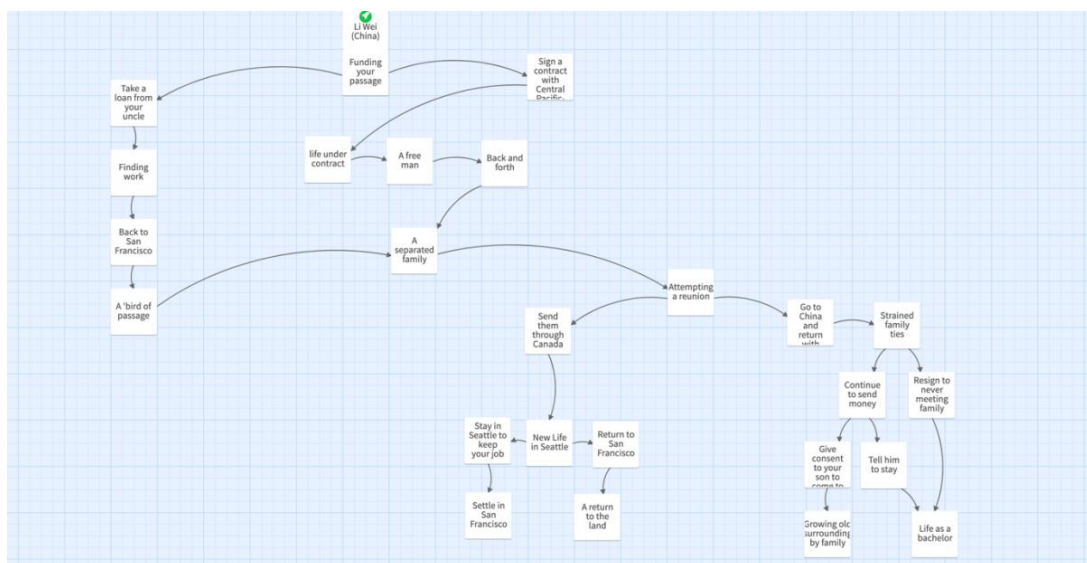 Li Wei
(China)
Funding
your
passage
Sign a
contract
with
Central
Pacific-
Take a
loan from
your
uncle
life under
contract
A free
man
Back and
forth
Finding
work
Back to
San
Francisco
A
separated
family
A 'bird of
passage
Attempting
a reunion
Send
them
through
Canada
Go to
China
and
return
with
Strained
family
ties
Continue
to send
money
Resign to
never
meeting
family
Stay in
Seattle to
keep
your job
New Life
in Seattle
Return to
San
Francisco
Give
consent
to your
son to
come to
Tell him
to stay
Settle in
San
Francisco
A return
to the
land
Growing old
surrounding
by family
Life as a
bachelor